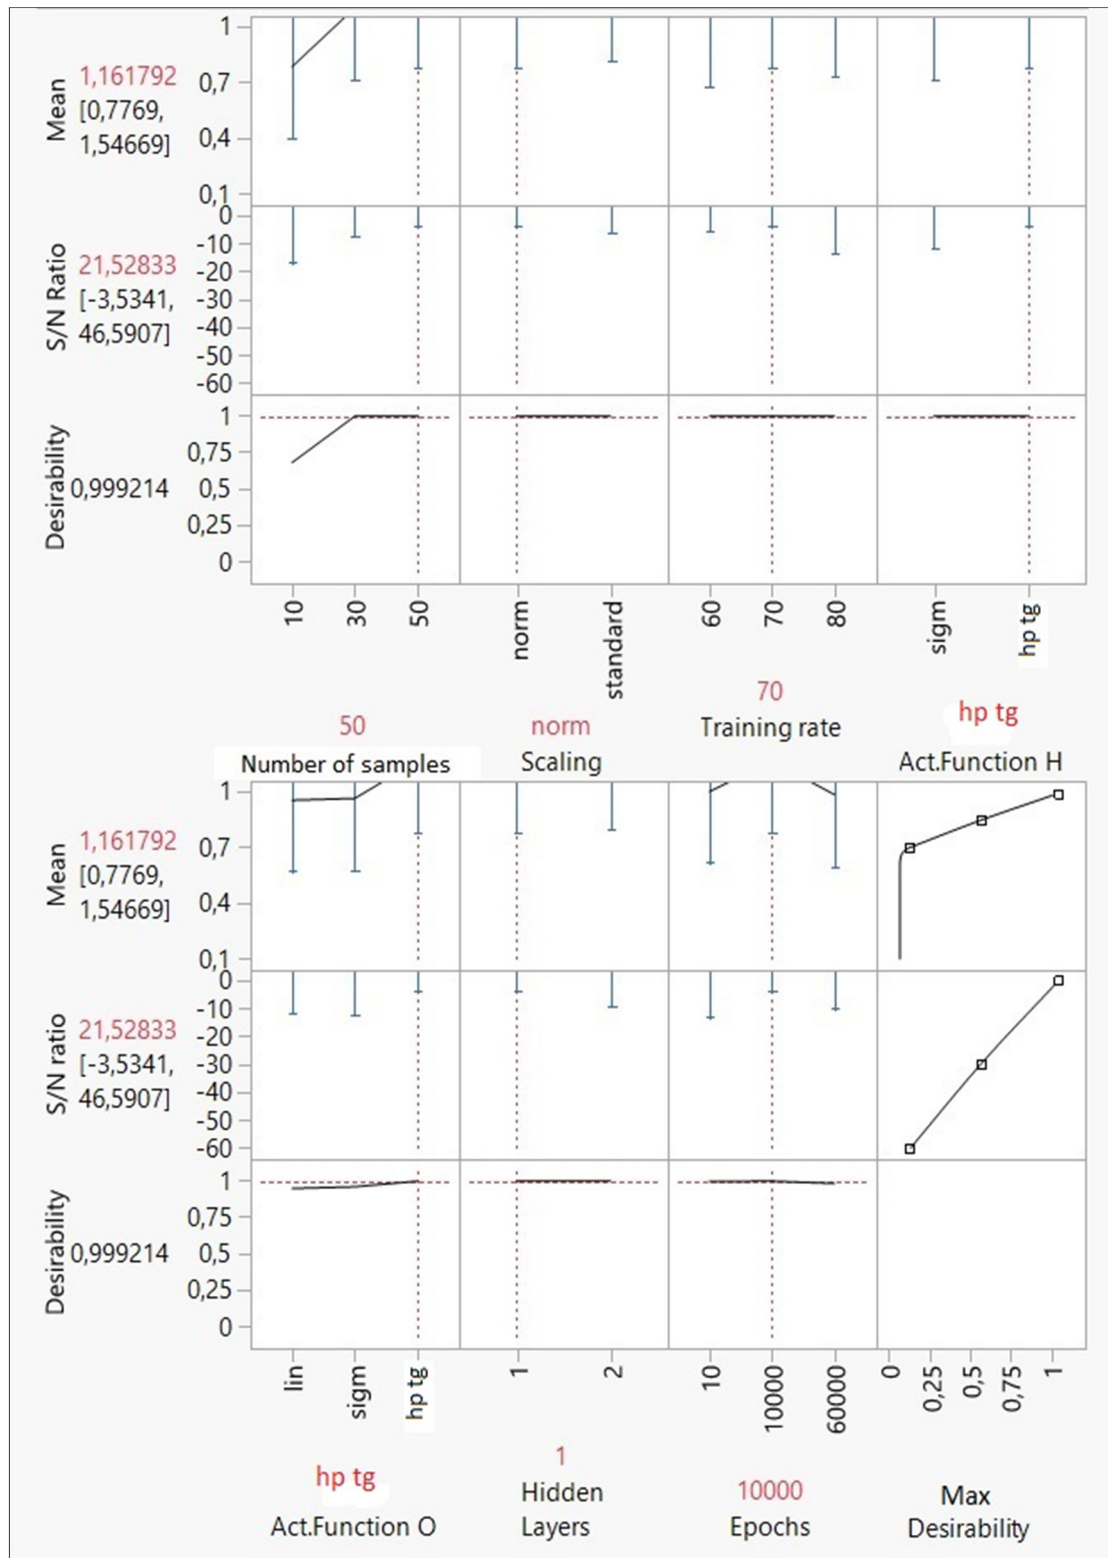 Mean
1,161792
[0,7769,
1,54669]
1
0,7
0,4
0,1
S/N Ratio
21,52833
[-3,5341,
46,5907]
0
-10
-20
-30
-40
-50
-60
Desirability
0,999214
1
0,75
0,5
0,25
0
10
30
50
norm
standard
60
70
80
sigm
hp tg
50
Number of samples
norm
Scaling
70
Training rate
hp tg
Act.Function H
Mean
1,161792
[0,7769,
1,54669]
1
0,7
0,4
0,1
S/N ratio
21,52833
[-3,5341,
46,5907]
0
-10
-20
-30
-40
-50
-60
Desirability
0,999214
1
0,75
0,5
0,25
0
lin
sigm
hp tg
1
2
10
10000
60000
0
0,25
0,5
0,75
1
hp tg
Act.Function O
1
Hidden
Layers
10000
Epochs
Max
Desirability